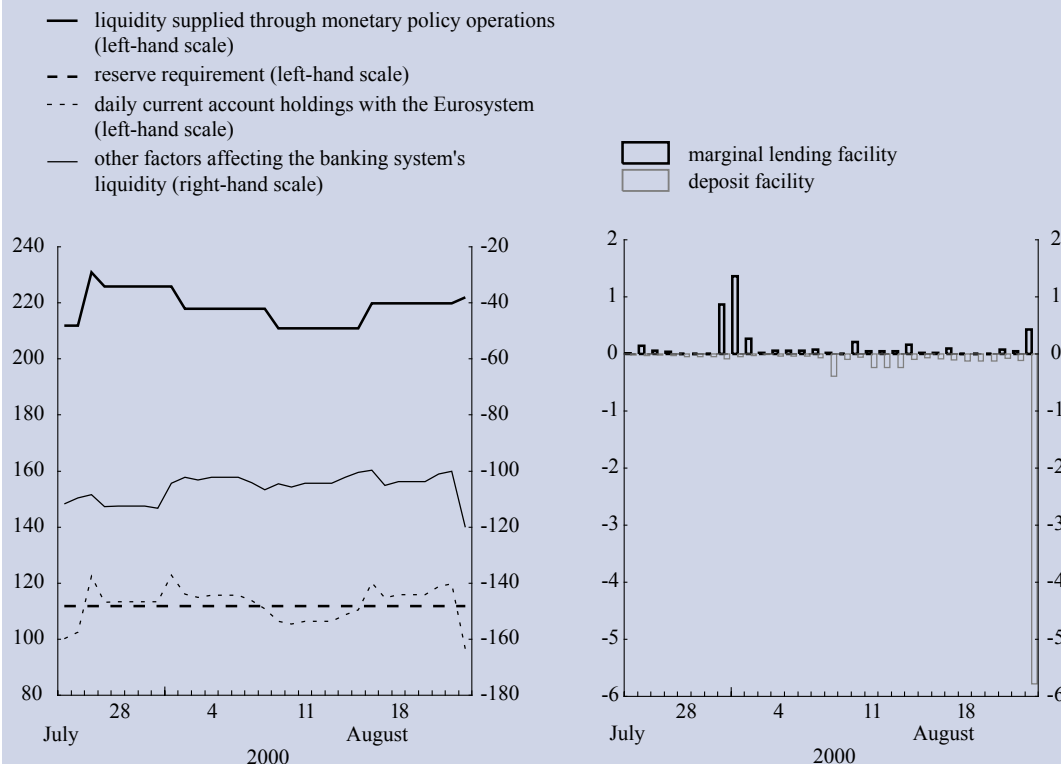 liquidity supplied through monetary policy operations
(left-hand scale)
reserve requirement (left-hand scale)
daily current account holdings with the Eurosystem
(left-hand scale)
other factors affecting the banking system's
liquidity (right-hand scale)
marginal lending facility
deposit facility
240
220
200
180
160
140
120
100
80
-20
-40
-60
-80
-100
-120
-140
-160
-180
28 4 11 18
July August
2000
2
1
0
-1
-2
-3
-4
-5
-6
2
1
0
-1
-2
-3
-4
-5
-6
28 4 11 18
July August
2000